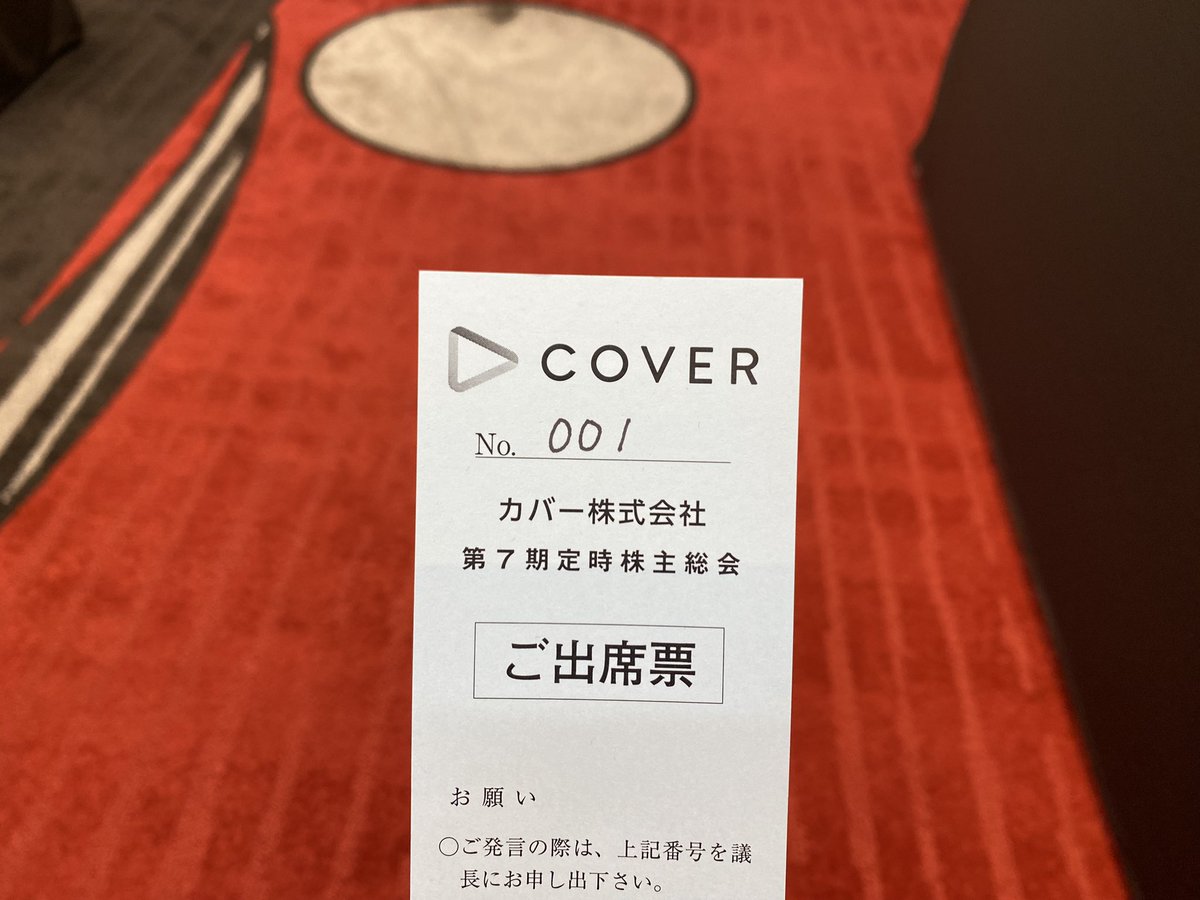 COVER
No. 001
カバー株式会社
第7期定時株主総会
ご出席票
お願い
〇ご発言の際は、上記番号を議
長にお申し出下さい。